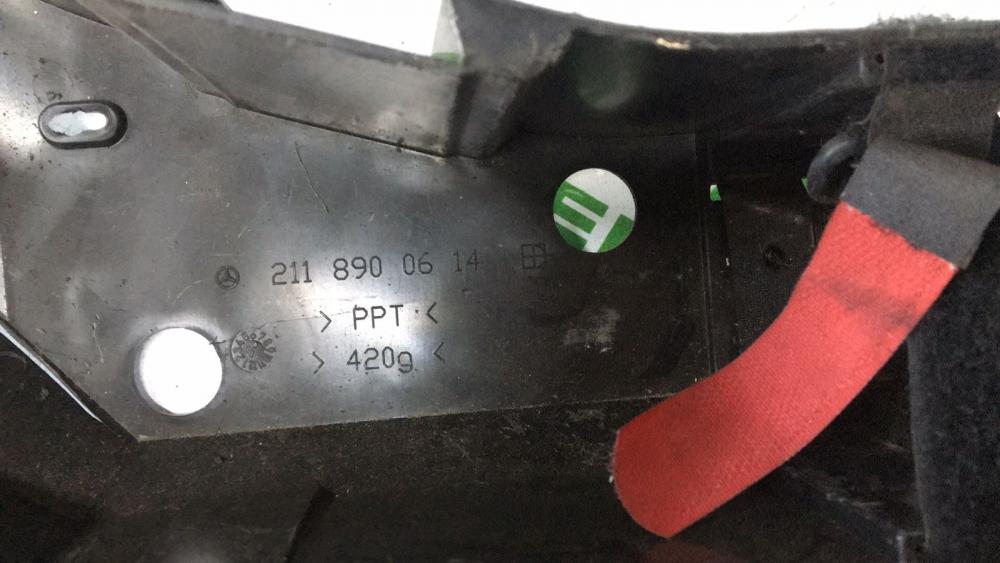 211 890 06 14
> PPT <
> 420g <